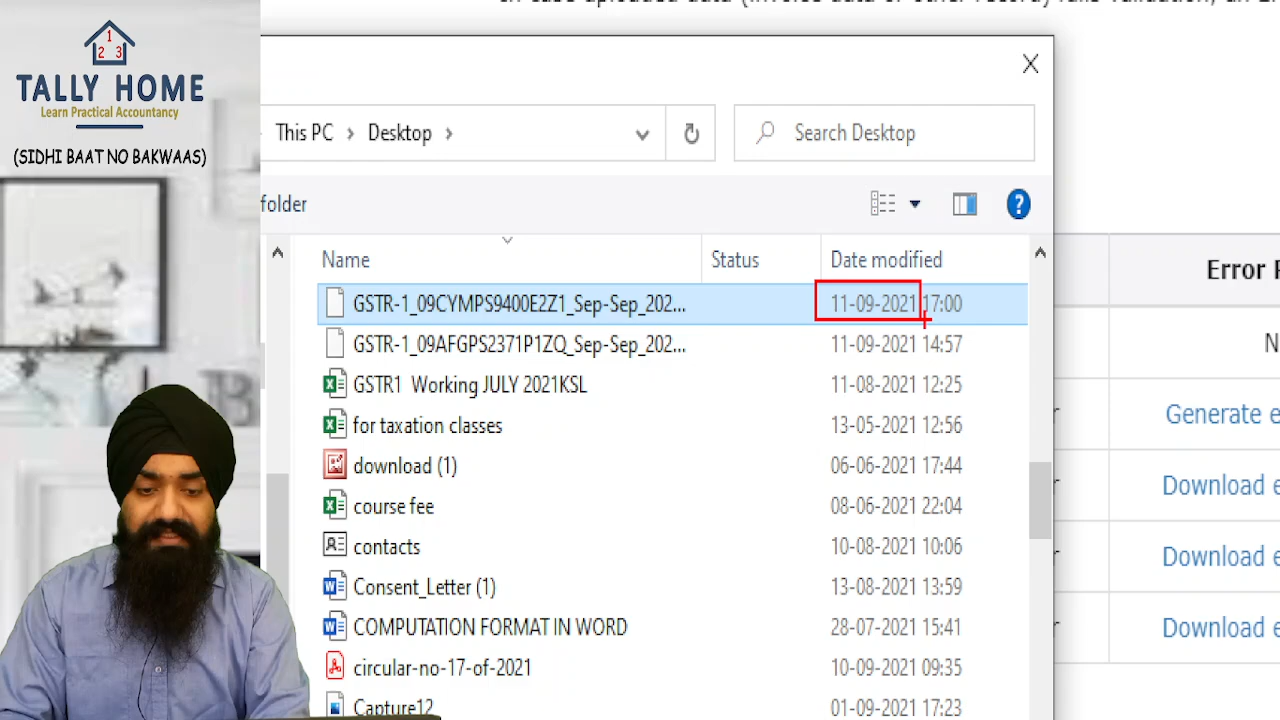 1
2 3
TALLY HOME
Learn Practical Accountancy
(SIDHI BAAT NO BAKWAAS)
This PC > Desktop >
Search Desktop
folder
?
Name Status Date modified
GSTR-1_09CYMPS9400E2Z1_Sep-Sep_202... 11-09-2021 17:00
GSTR-1_09AFGPS2371P1ZQ_Sep-Sep_202... 11-09-2021 14:57
GSTR1 Working JULY 2021KSL 11-08-2021 12:25
for taxation classes 13-05-2021 12:56
download (1) 06-06-2021 17:44
course fee 08-06-2021 22:04
contacts 10-08-2021 10:06
Consent_Letter (1) 13-08-2021 13:59
COMPUTATION FORMAT IN WORD 28-07-2021 15:41
circular-no-17-of-2021 10-09-2021 09:35
Capture12 01-09-2021 17:23
Error
N
Generate e
Download e
Download e
Download e